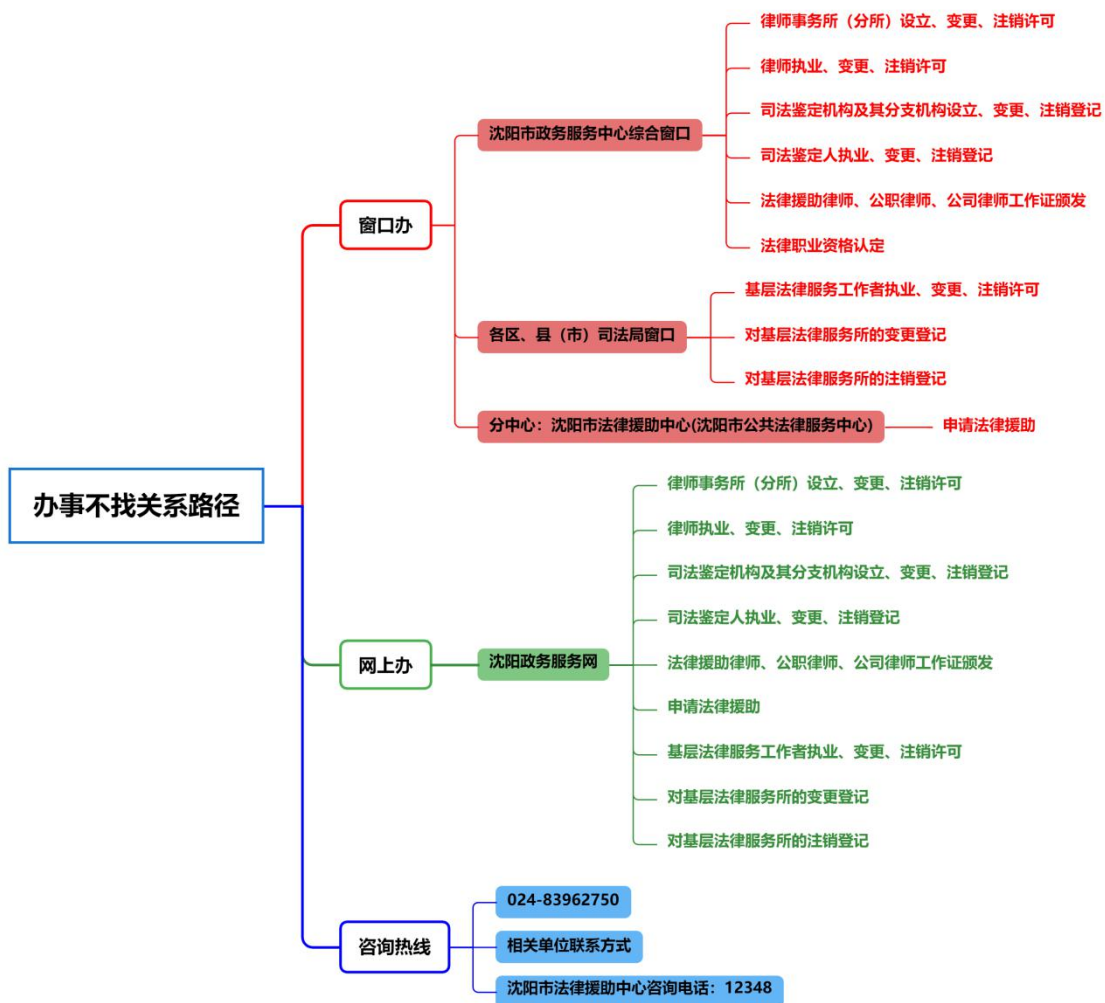 办事不找关系路径
窗口办
沈阳市政务服务中心综合窗口
律师事务所（分所）设立、变更、注销许可
律师执业、变更、注销许可
司法鉴定机构及其分支机构设立、变更、注销登记
司法鉴定人执业、变更、注销登记
法律援助律师、公职律师、公司律师工作证颁发
法律职业资格认定
各区、县（市）司法局窗口
基层法律服务工作者执业、变更、注销许可
对基层法律服务所的变更登记
对基层法律服务所的注销登记
分中心：沈阳市法律援助中心(沈阳市公共法律服务中心)
申请法律援助
网上办
沈阳政务服务网
律师事务所（分所）设立、变更、注销许可
律师执业、变更、注销许可
司法鉴定机构及其分支机构设立、变更、注销登记
司法鉴定人执业、变更、注销登记
法律援助律师、公职律师、公司律师工作证颁发
申请法律援助
基层法律服务工作者执业、变更、注销许可
对基层法律服务所的变更登记
对基层法律服务所的注销登记
咨询热线
024-83962750
相关单位联系方式
沈阳市法律援助中心咨询电话：12348